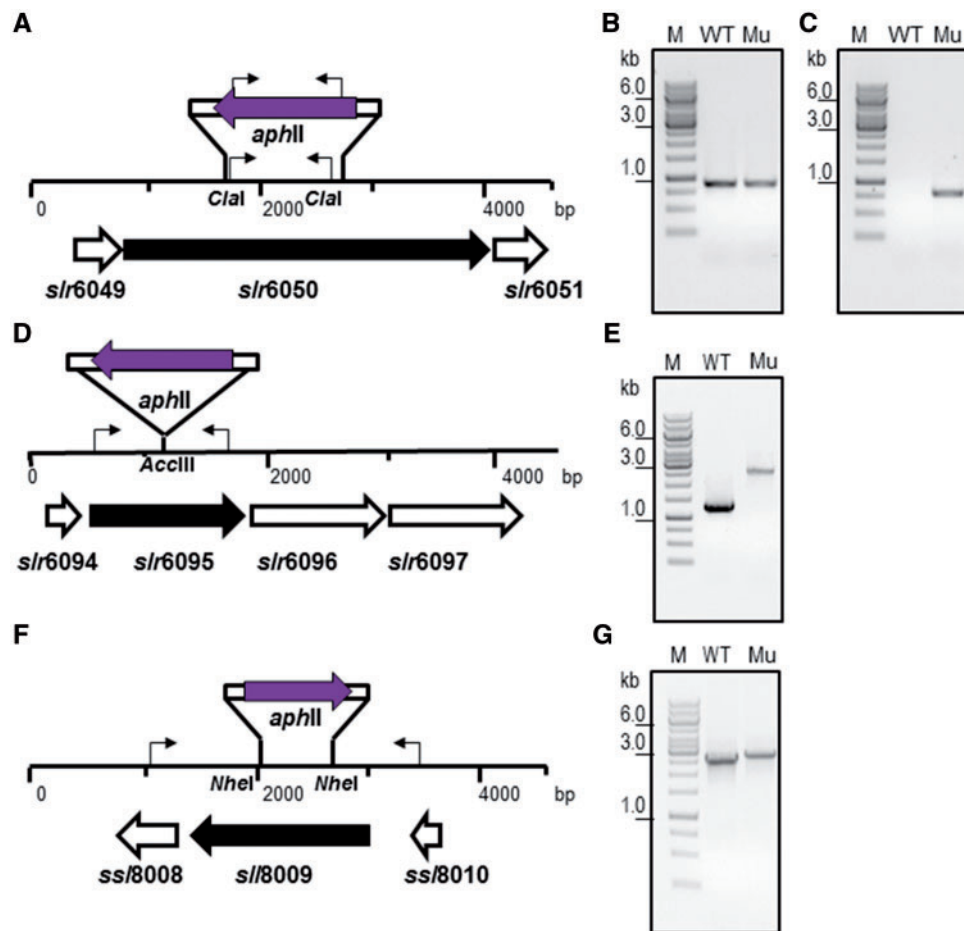 A
aphII
ClaI
ClaI
0
2000
4000
bp
slr6049
slr6050
slr6051
B
M WT Mu
kb
6.0
3.0
1.0
C
M WT Mu
kb
6.0
3.0
1.0
D
aphII
AccIII
0
2000
4000
bp
slr6094
slr6095
slr6096
slr6097
E
M WT Mu
kb
6.0
3.0
1.0
F
aphII
NheI
NheI
0
2000
4000
bp
ssl8008
sll8009
ssl8010
G
M WT Mu
kb
6.0
3.0
1.0